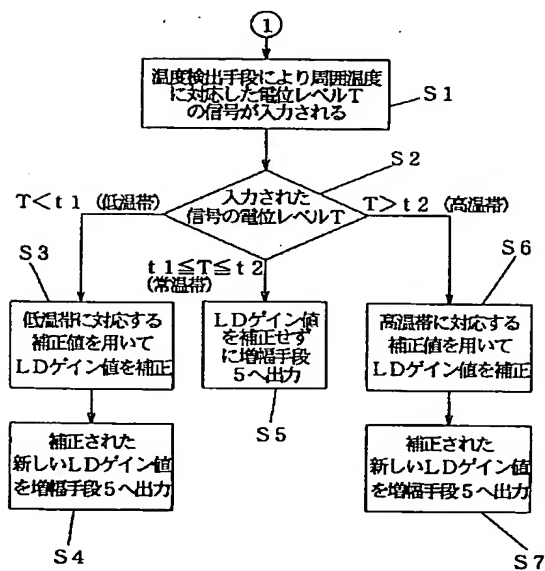 1
温度検出手段により周囲温度
に対応した電位レベルT
の信号が入力される
S1
S2
入力された
信号の電位レベルT
T<t1(低温帯)
T>t2(高温帯)
t1≦T≦t2
(常温帯)
S3
低温帯に対応する
補正値を用いて
LDゲイン値を補正
LDゲイン値
を補正せず
に増幅手段
5へ出力
S5
S6
高温帯に対応する
補正値を用いて
LDゲイン値を補正
補正された
新しいLDゲイン値
を増幅手段5へ出力
S4
補正された
新しいLDゲイン値
を増幅手段5へ出力
S7